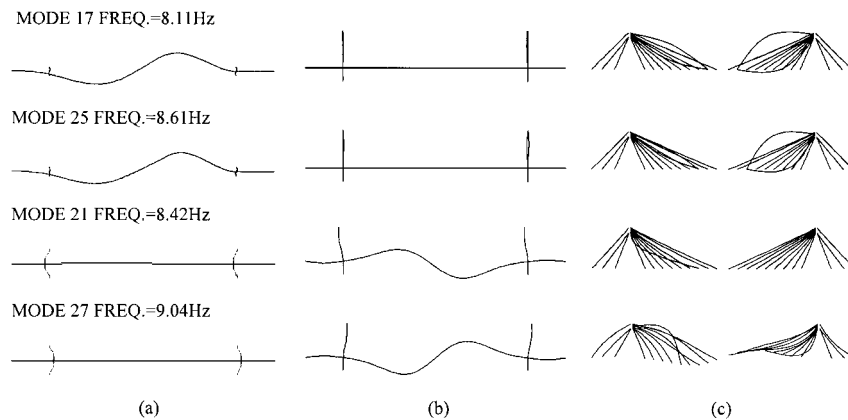 MODE 17 FREQ.=8.11Hz
MODE 25 FREQ.=8.61Hz
MODE 21 FREQ.=8.42Hz
MODE 27 FREQ.=9.04Hz
(a) (b) (c)